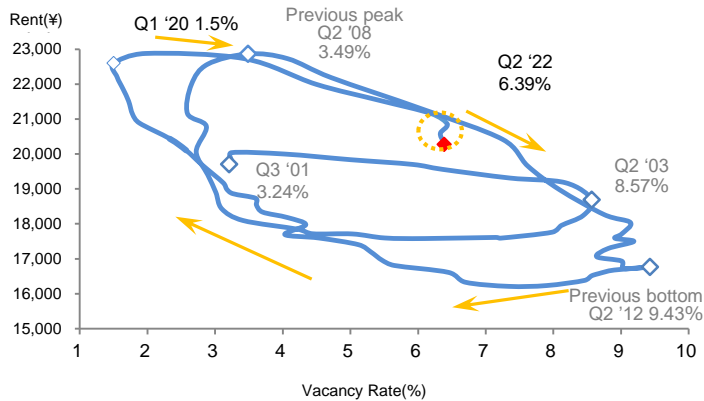 Rent(¥)
Q1 ‘20 1.5%
Previous peak
Q2 ’08
3.49%
Q2 ‘22
6.39%
23,000
22,000
21,000
20,000
19,000
18,000
17,000
16,000
15,000
Q3 ‘01
3.24%
Q2 ‘03
8.57%
Previous bottom
Q2 ‘12 9.43%
1 2 3 4 5 6 7 8 9 10
Vacancy Rate(%)